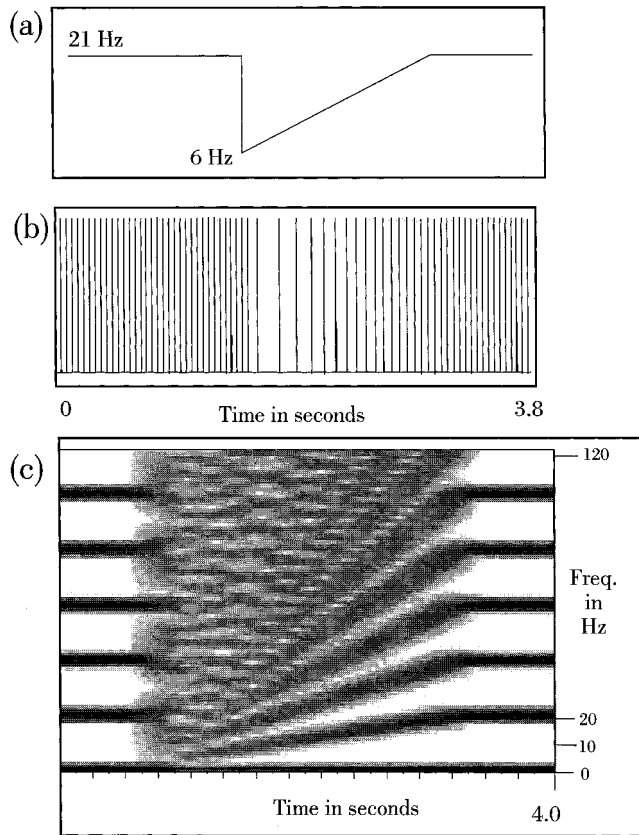 (a)
21 Hz
6 Hz
(b)
0
Time in seconds
3.8
(c)
120
Freq.
in
Hz
20
10
0
Time in seconds
4.0